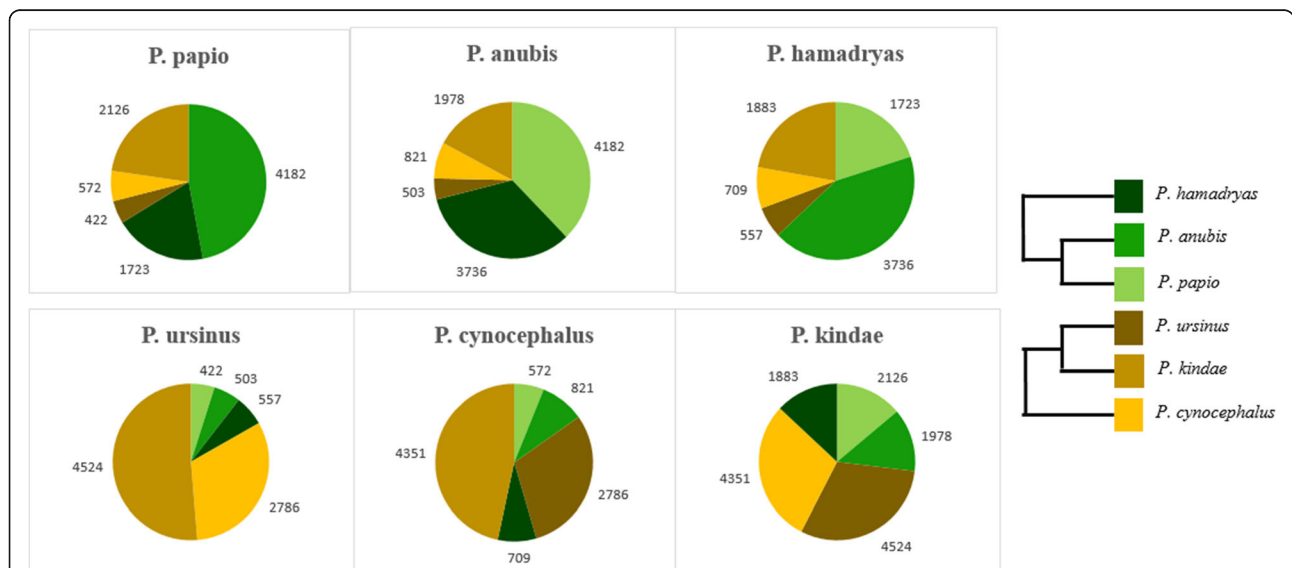 P. papio
2126
4182
572
422
1723
P. anubis
1978
4182
821
503
3736
P. hamadryas
1883
1723
709
557
3736
P. ursinus
422
503
557
4524
2786
P. cynocephalus
572
821
4351
2786
709
P. kindae
1883
2126
1978
4351
4524
P. hamadryas
P. anubis
P. papio
P. ursinus
P. kindae
P. cynocephalus